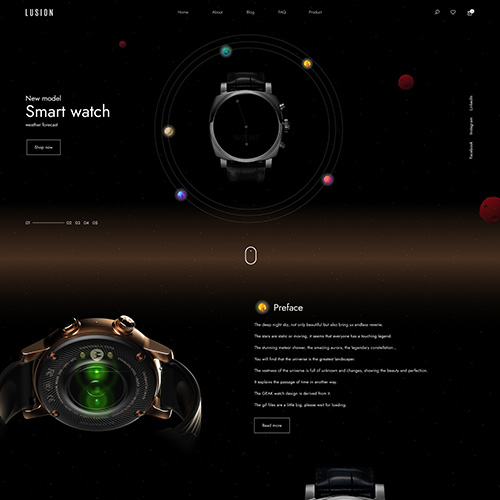 LUSION
Home About Blog FAQ Product
New model
Smart watch
weather forecast
Shop now
Linkedin
Instagram
Facebook
01 02 03 04 05
Preface
The deep night sky, not only beautiful but also bring us endless reverie.
The stars are static or moving, it seems that everyone has a touching legend.
The stunning meteor shower, the amazing aurora, the legendary constellation...
You will find that the universe is the greatest landscaper.
The vastness of the universe is full of unknown and changes, showing the beauty and perfection.
It explains the passage of time in another way.
The GEAK watch design is derived from it.
The gif files are a little big, please wait for loading.
Read more